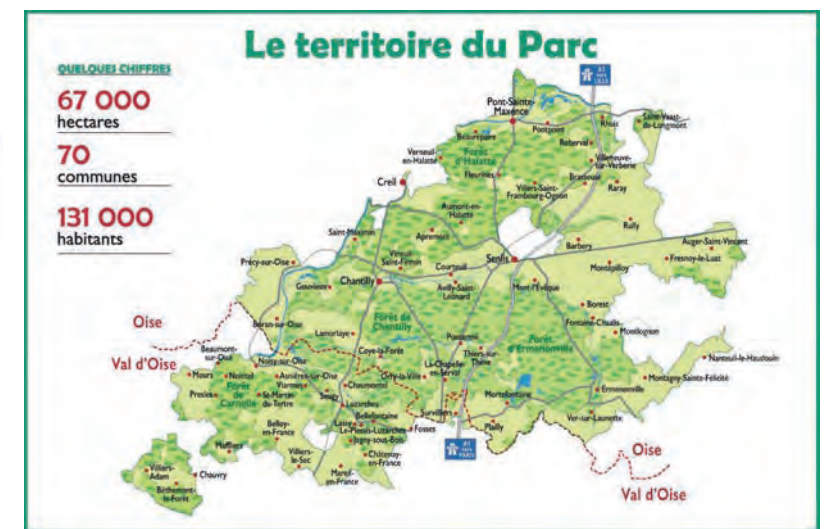 Le territoire du Parc
QUELQUES CHIFFRES
67 000
hectares
70
communes
131 000
habitants
A1
vers
LILLE
Pont-Sainte-
Maxence
Rhuis
Saint-Vaast-
de-Longmont
Beaurepaire
Pontpoint
Roberval
Verneuil-
en-Halatte
Forêt
d'Halatte
Villeneuve-
sur-Verberie
Fleurines
Brasseuse
Creil
Villers-Saint-
Frambourg-Ognon
Raray
Aumont-en-
Halatte
Rully
Saint-Maximin
Apremont
Barbery
Auger-Saint-Vincent
Précy-sur-Oise
Vineuil-
Saint-Firmin
Courteuil
Senlis
Montépilloy
Fresnoy-le-Luat
Chantilly
Gouvieux
Avilly-Saint-
Léonard
Mont-l'Evêque
Borest
Oise
Boran-sur-Oise
Forêt de
Chantilly
Fontaine-Chaalis
Montlognon
Lamorlaye
Pontarmé
Forêt
d'Ermenonville
Val d'Oise
Beaumont-
sur-Oise
Noisy-sur-Oise
Coye-la-Forêt
Thiers-sur-
Thève
Nanteuil-le-Haudouin
Mours
Nointel
Asnières-sur-Oise
Orry-la-Ville
La-Chapelle-
en-Serval
Montagny-Sainte-Félicité
Viarmes
Chaumontel
Presles
Forêt
de
Carnelle
St-Martin
du-Tertre
Seugy
Mortefontaine
Ermenonville
Luzarches
Survilliers
Plailly
Ver-sur-Launette
Belloy-
en-France
Bellefontaine
Lassy
Le-Plessis-Luzarches
Fosses
Jagny-sous-Bois
Maffliers
Villiers-
le-Sec
Châtenay-
en-France
A1
vers
PARIS
Oise
Villiers-
Adam
Chauvry
Mareil-
en-France
Béthemont-
la-Forêt
Val d'Oise